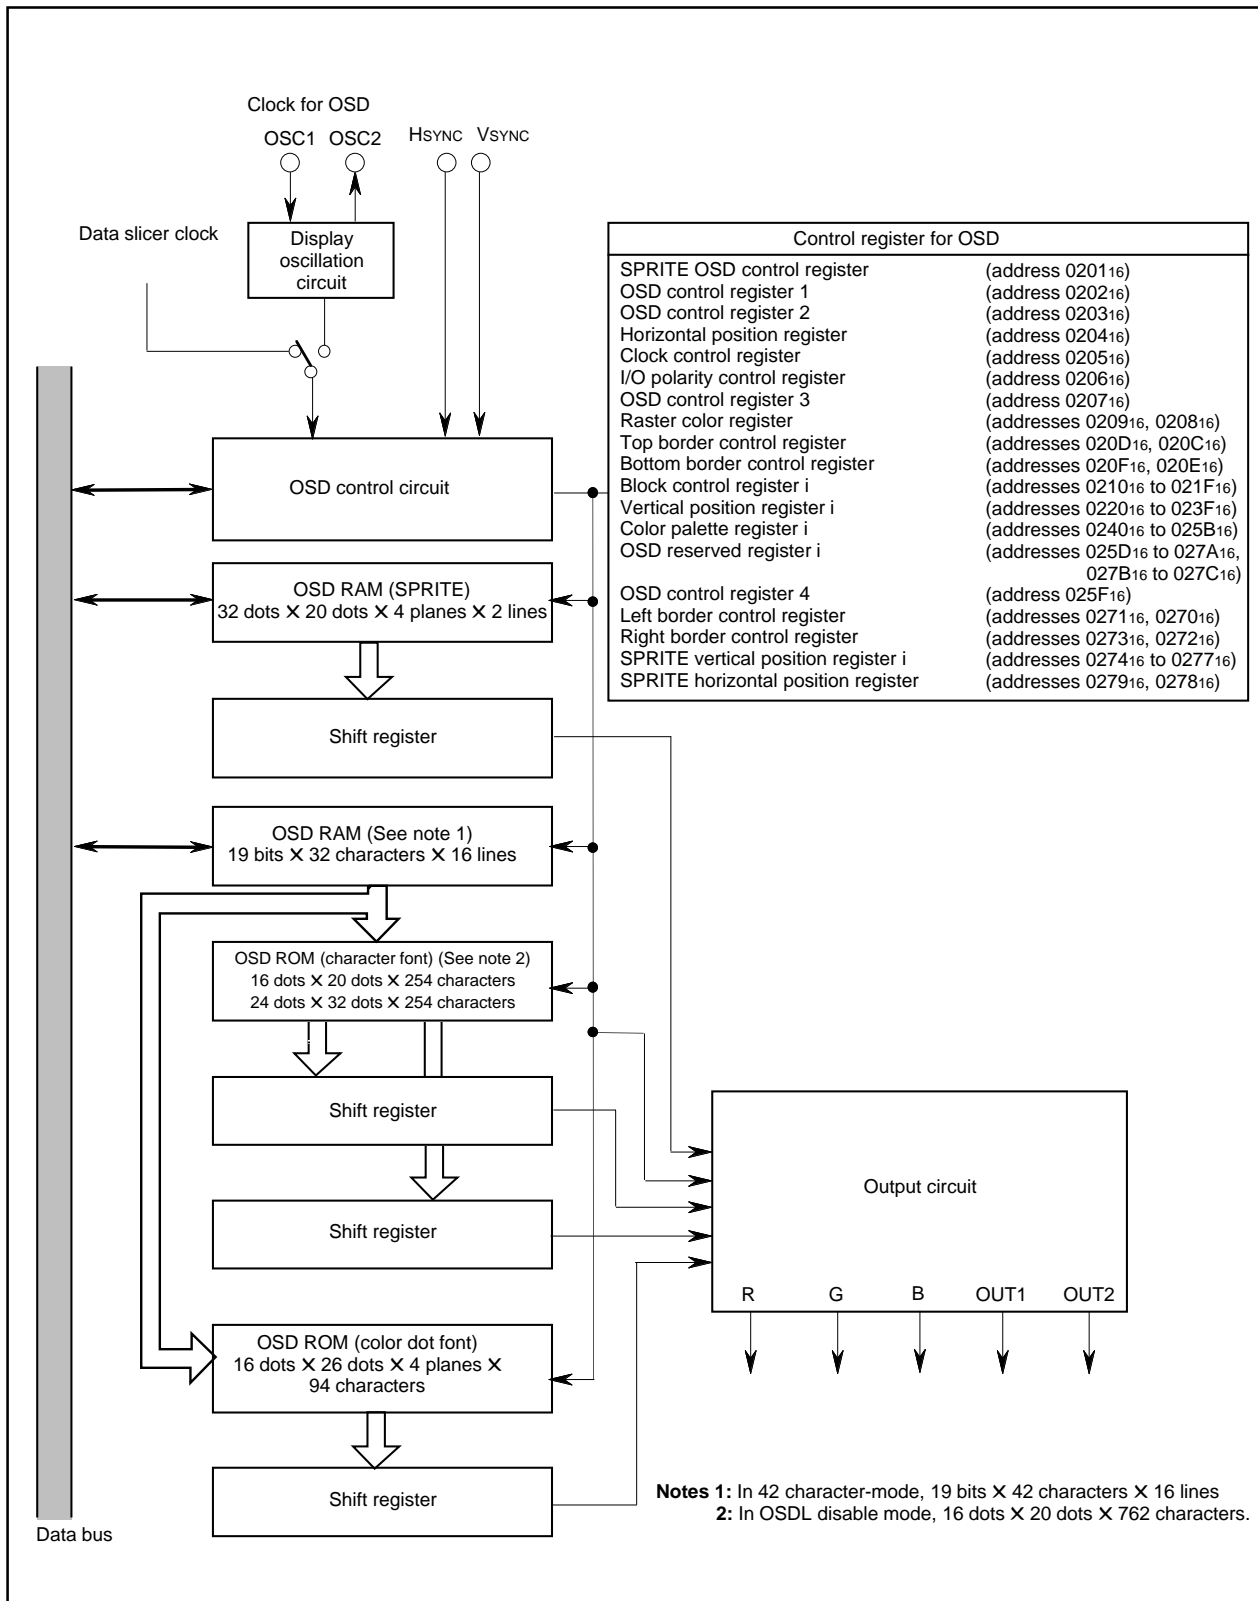 Clock for OSD
OSC1 OSC2 HSYNC VSYNC
Data slicer clock
Display
oscillation
circuit
Control register for OSD
SPRITE OSD control register (address 020116)
OSD control register 1 (address 020216)
OSD control register 2 (address 020316)
Horizontal position register (address 020416)
Clock control register (address 020516)
I/O polarity control register (address 020616)
OSD control register 3 (address 020716)
Raster color register (addresses 020916, 020816)
Top border control register (addresses 020D16, 020C16)
Bottom border control register (addresses 020F16, 020E16)
Block control register i (addresses 021016 to 021F16)
Vertical position register i (addresses 022016 to 023F16)
Color palette register i (addresses 024016 to 025B16)
OSD reserved register i (addresses 025D16 to 027A16,
027B16 to 027C16)
OSD control register 4 (address 025F16)
Left border control register (addresses 027116, 027016)
Right border control register (addresses 027316, 027216)
SPRITE vertical position register i (addresses 027416 to 027716)
SPRITE horizontal position register (addresses 027916, 027816)
OSD control circuit
OSD RAM (SPRITE)
32 dots X 20 dots X 4 planes X 2 lines
Shift register
OSD RAM (See note 1)
19 bits X 32 characters X 16 lines
OSD ROM (character font) (See note 2)
16 dots X 20 dots X 254 characters
24 dots X 32 dots X 254 characters
Shift register
Shift register
Output circuit
R G B OUT1 OUT2
OSD ROM (color dot font)
16 dots X 26 dots X 4 planes X
94 characters
Shift register
Data bus
Notes 1: In 42 character-mode, 19 bits X 42 characters X 16 lines
2: In OSDL disable mode, 16 dots X 20 dots X 762 characters.